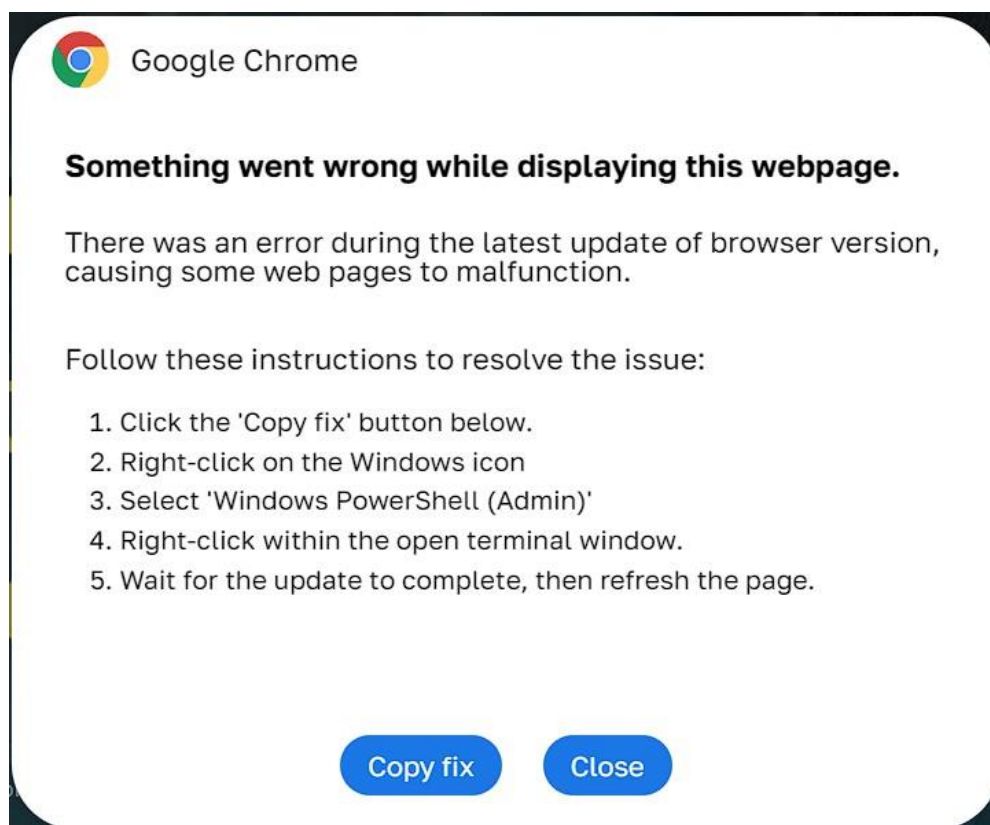 Google Chrome
Something went wrong while displaying this webpage.
There was an error during the latest update of browser version,
causing some web pages to malfunction.
Follow these instructions to resolve the issue:
1. Click the 'Copy fix' button below.
2. Right-click on the Windows icon
3. Select 'Windows PowerShell (Admin)'
4. Right-click within the open terminal window.
5. Wait for the update to complete, then refresh the page.
Copy fix
Close